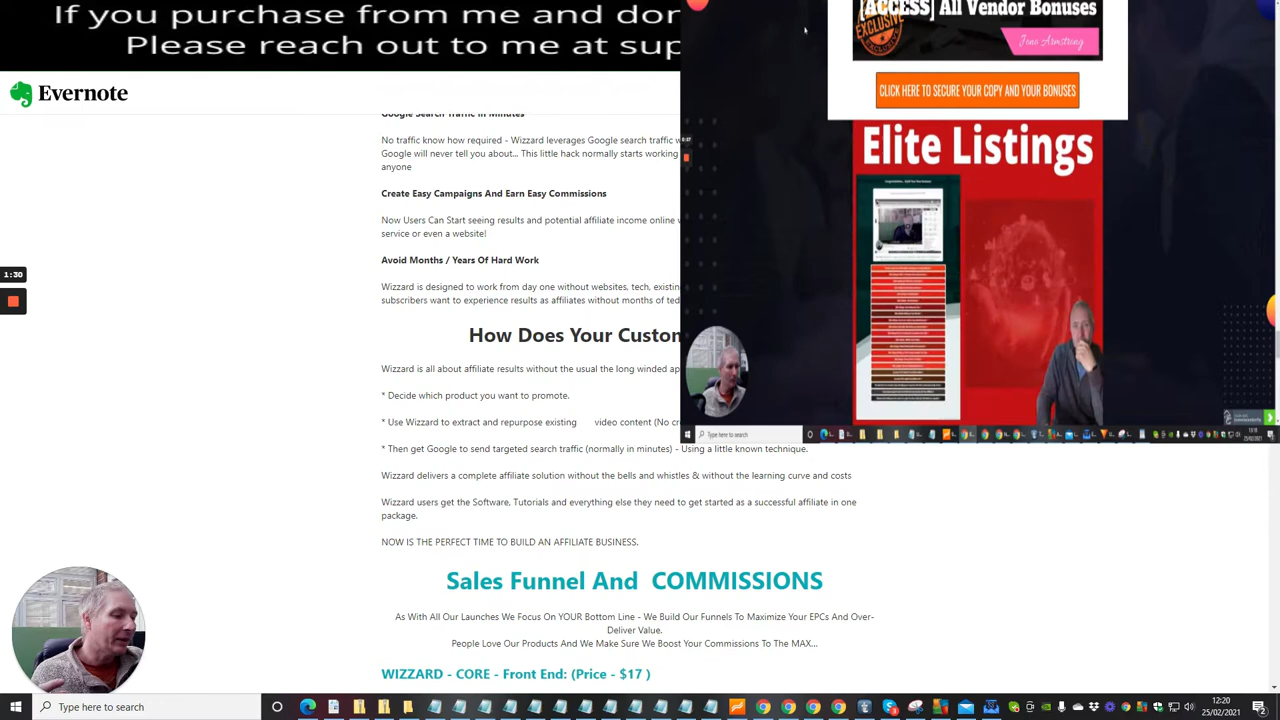 If you purchase from me and don
Please reach out to me at sup
Evernote
Google Search Traffic In Minutes
No traffic know how required - Wizzard leverages Google search traffic w
Google will never tell you about... This little hack normally starts working
anyone
Create Easy Campaigns And Earn Easy Commissions
Now Users Can Start seeing results and potential affiliate income online w
service or even a website!
Avoid Months / Years Of Hard Work
Wizzard is designed to work from day one without website
subscribers want to experience results as affiliates without months of ted
How Does Your Custom
Wizzard is all about affiliate results without the usual the long winded ap
* Decide which product you want to promote.
* Use Wizzard to extract and repurpose existing video content (No cr
* Then get Google to send targeted search traffic (normally in minutes) - Using a little known technique.
Wizzard delivers a complete affiliate solution without the bells and whistles & without the learning curve and costs
Wizzard users get the Software, Tutorials and everything else they need to get started as a successful affiliate in one
package.
NOW IS THE PERFECT TIME TO BUILD AN AFFILIATE BUSINESS.
Sales Funnel And COMMISSIONS
As With All Our Launches We Focus On YOUR Bottom Line - We Build Our Funnels To Maximize Your EPCs And Over-
Deliver Value.
People Love Our Products And We Make Sure We Boost Your Commissions To The MAX...
WIZZARD - CORE - Front End: (Price - $17 )
[ACCESS] All Vendor Bonuses
EXCLUSIVE
Jono Armstrong
CLICK HERE TO SECURE YOUR COPY AND YOUR BONUSES
Elite Listings
Type here to search
1:30
Type here to search
12:20
25/02/2021